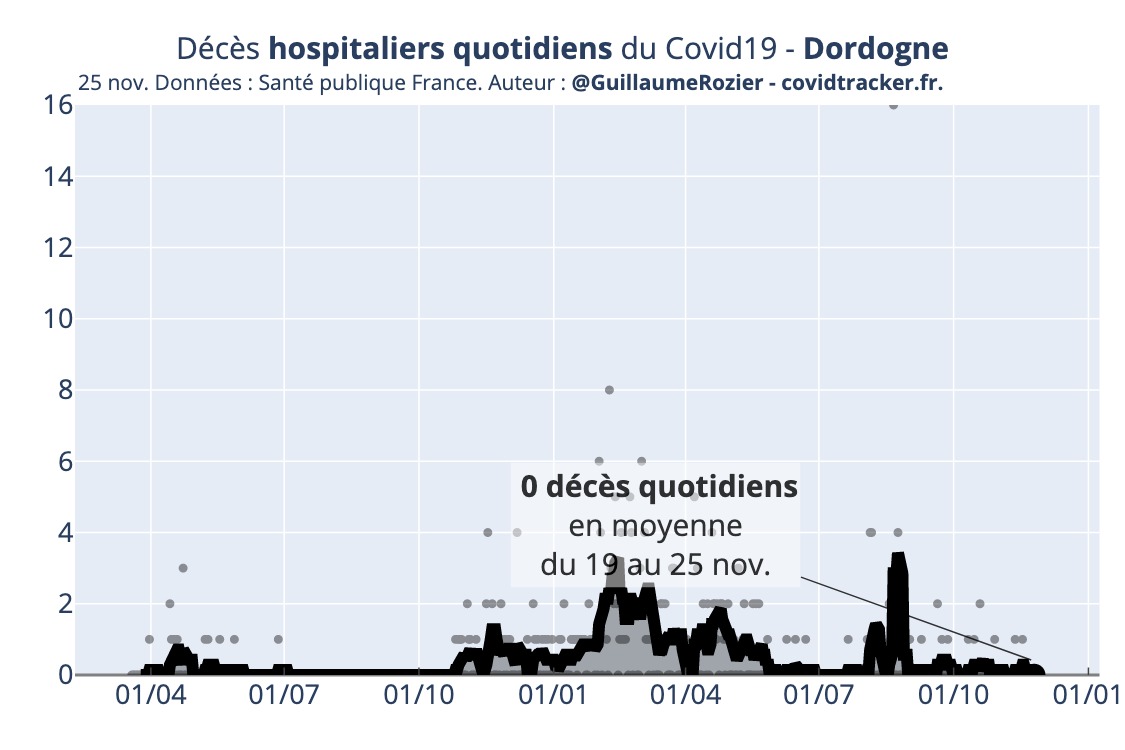 Décès hospitaliers quotidiens du Covid19 - Dordogne
25 nov. Données : Santé publique France. Auteur : @GuillaumeRozier - covidtracker.fr.
16
14
12
10
8
6
4
2
0
0 décès quotidiens
en moyenne
du 19 au 25 nov.
01/04 01/07 01/10 01/01 01/04 01/07 01/10 01/01